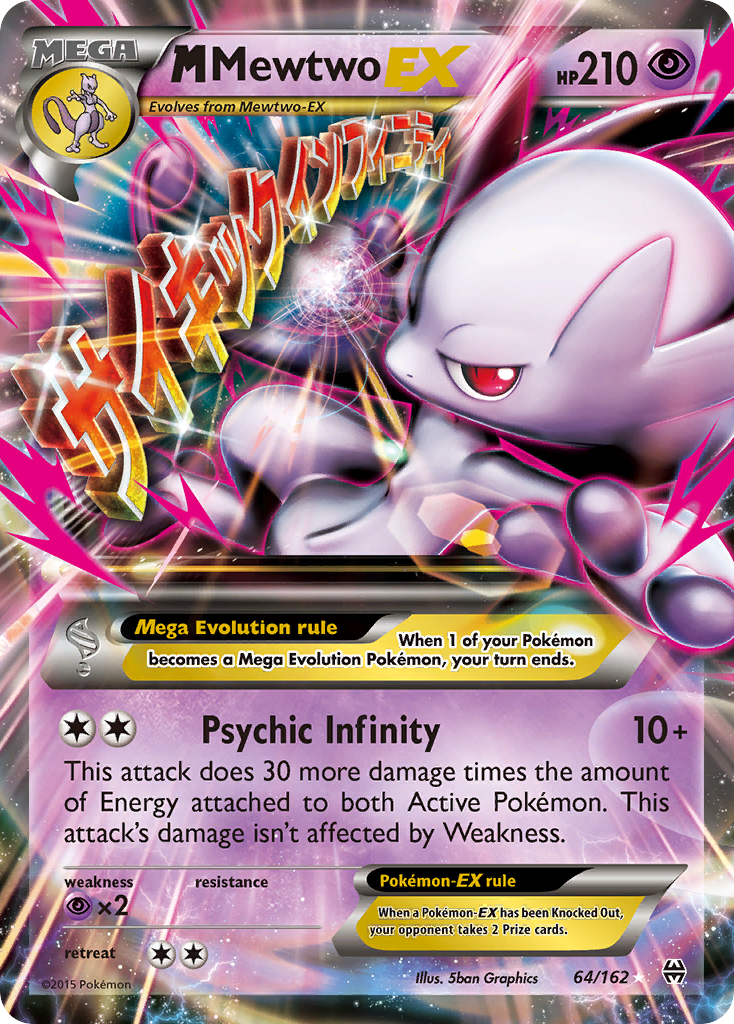 MEGA
M Mewtwo EX
HP210
Evolves from Mewtwo-EX
サイキックインフィニティ
Mega Evolution rule
When 1 of your Pokémon
becomes a Mega Evolution Pokémon, your turn ends.
Psychic Infinity 10+
This attack does 30 more damage times the amount
of Energy attached to both Active Pokémon. This
attack's damage isn't affected by Weakness.
weakness resistance
×2
Pokémon-EX rule
When a Pokémon-EX has been Knocked Out,
your opponent takes 2 Prize cards.
retreat
©2015 Pokémon
Illus. 5ban Graphics
64/162